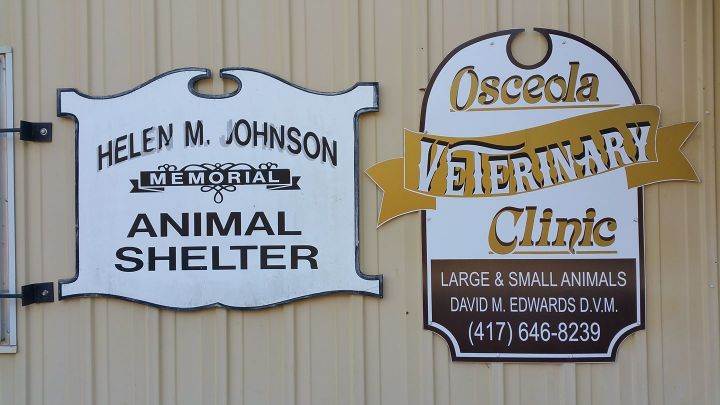 HELEN M. JOHNSON
MEMORIAL
ANIMAL
SHELTER
Osceola
VETERINARY
Clinic
LARGE & SMALL ANIMALS
DAVID M. EDWARDS D.V.M.
(417) 646-8239